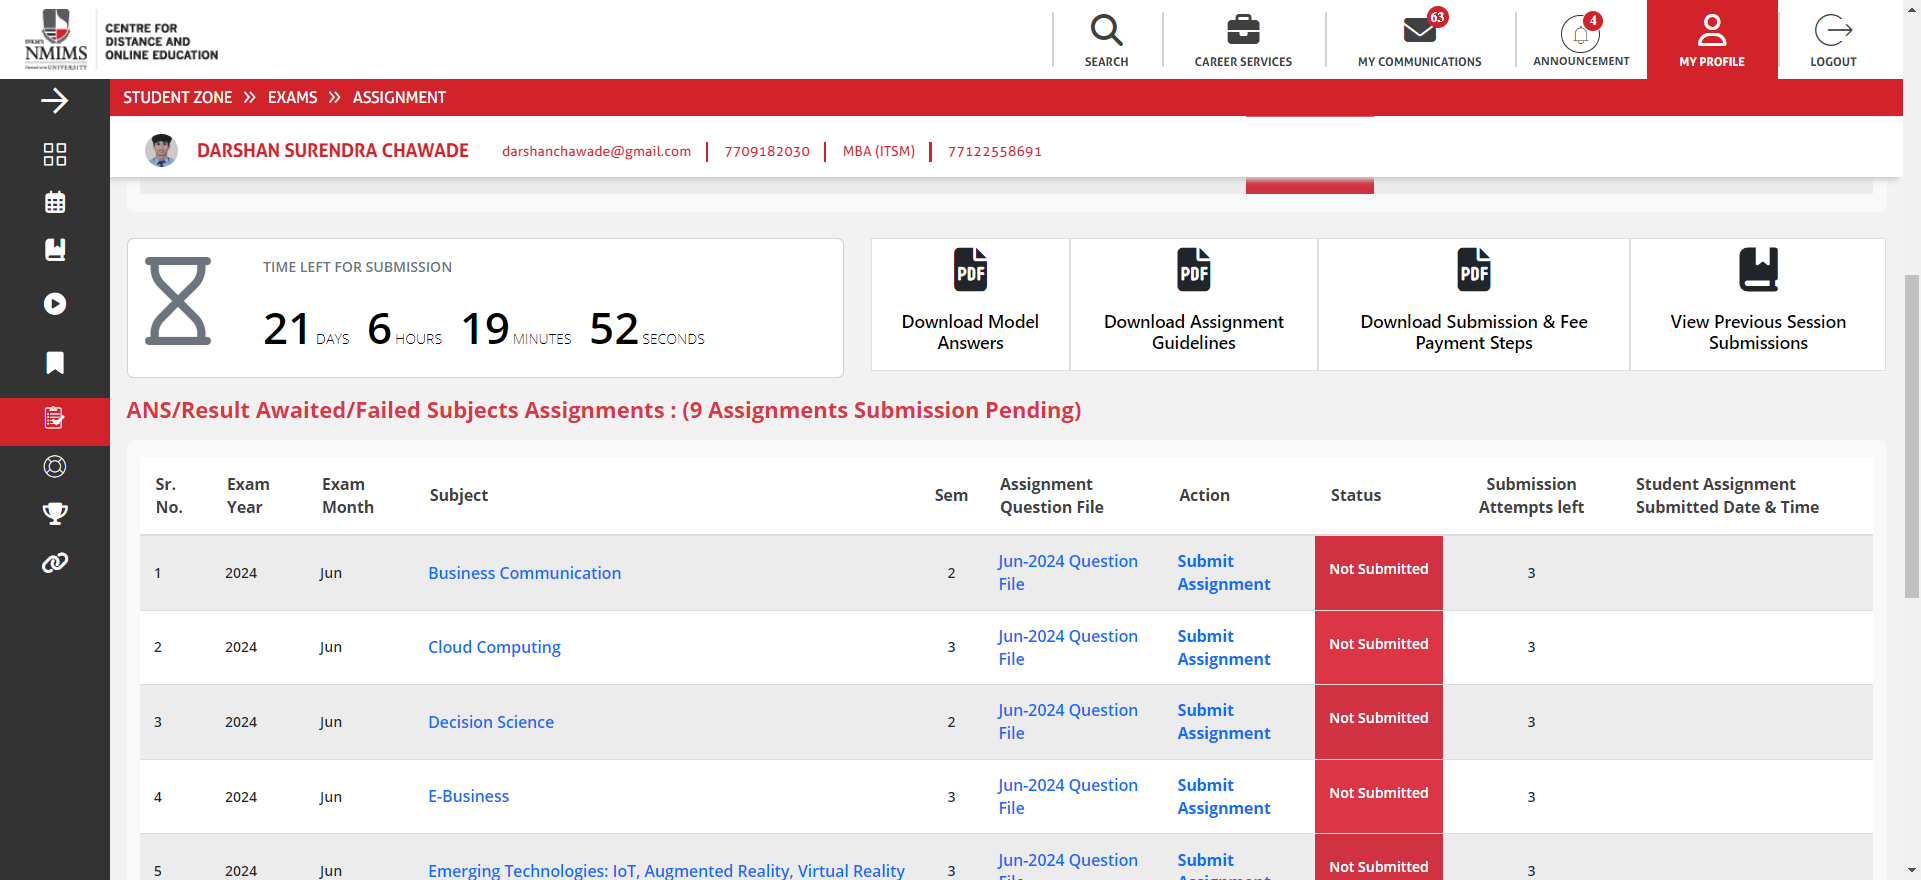 SVKM'S
NMIMS
CENTRE FOR
DISTANCE AND
ONLINE EDUCATION
SEARCH
CAREER SERVICES
63
MY COMMUNICATIONS
4
ANNOUNCEMENT
MY PROFILE
LOGOUT
STUDENT ZONE » EXAMS » ASSIGNMENT
DARSHAN SURENDRA CHAWADE darshanchawade@gmail.com | 7709182030 | MBA (ITSM) | 77122558691
TIME LEFT FOR SUBMISSION
21 DAYS 6 HOURS 19 MINUTES 52 SECONDS
PDF
Download Model
Answers
PDF
Download Assignment
Guidelines
PDF
Download Submission & Fee
Payment Steps
View Previous Session
Submissions
ANS/Result Awaited/Failed Subjects Assignments : (9 Assignments Submission Pending)
Sr. No. Exam Year Exam Month Subject Sem Assignment Question File Action Status Submission Attempts left Student Assignment Submitted Date & Time
1 2024 Jun Business Communication 2 Jun-2024 Question File Submit Assignment Not Submitted 3
2 2024 Jun Cloud Computing 3 Jun-2024 Question File Submit Assignment Not Submitted 3
3 2024 Jun Decision Science 2 Jun-2024 Question File Submit Assignment Not Submitted 3
4 2024 Jun E-Business 3 Jun-2024 Question File Submit Assignment Not Submitted 3
5 2024 Jun Emerging Technologies: IoT, Augmented Reality, Virtual Reality 3 Jun-2024 Question Submit Not Submitted 3